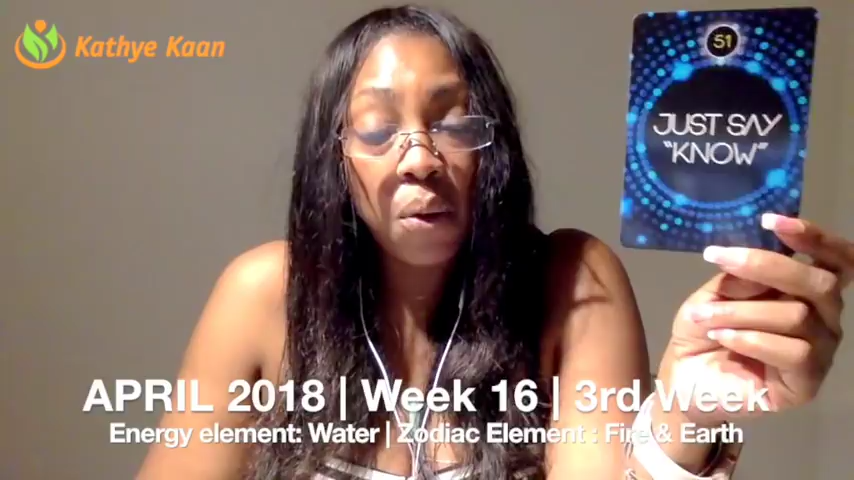 Kathye Kaan
51
JUST SAY
"KNOW"
APRIL 2018 | Week 16 | 3rd Week
Energy element: Water | Zodiac Element : Fire & Earth